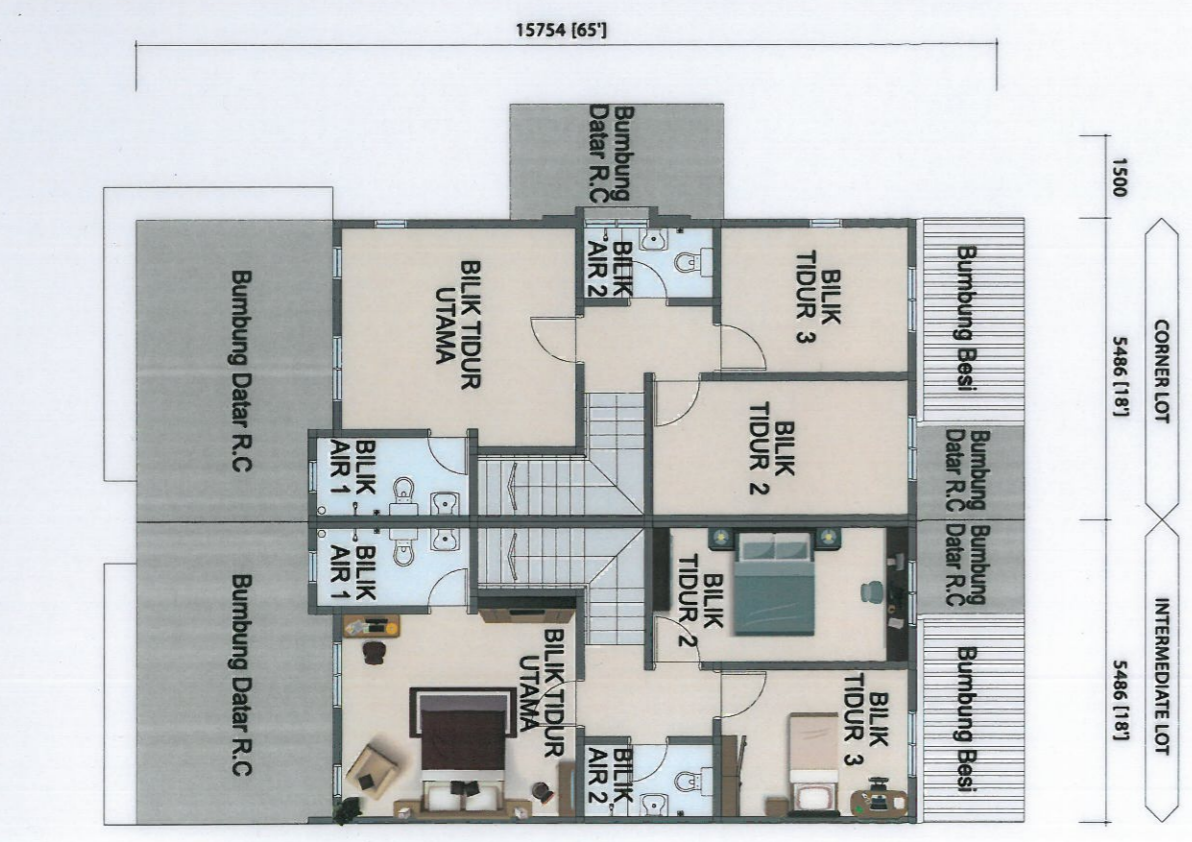 15754 [65']
Bumbung
Datar R.C
1500
CORNER LOT
5486 [18']
Bumbung Besi
BILIK
TIDUR 3
BILIK
AIR 2
BILIK TIDUR
UTAMA
Bumbung Datar R.C
BILIK
TIDUR 2
Bumbung
Datar R.C
BILIK
AIR 1
INTERMEDIATE LOT
5486 [18']
Bumbung
Datar R.C
Bumbung Besi
BILIK
TIDUR 2
BILIK
AIR 1
BILIK
TIDUR 3
BILIK TIDUR
UTAMA
BILIK
AIR 2
Bumbung Datar R.C